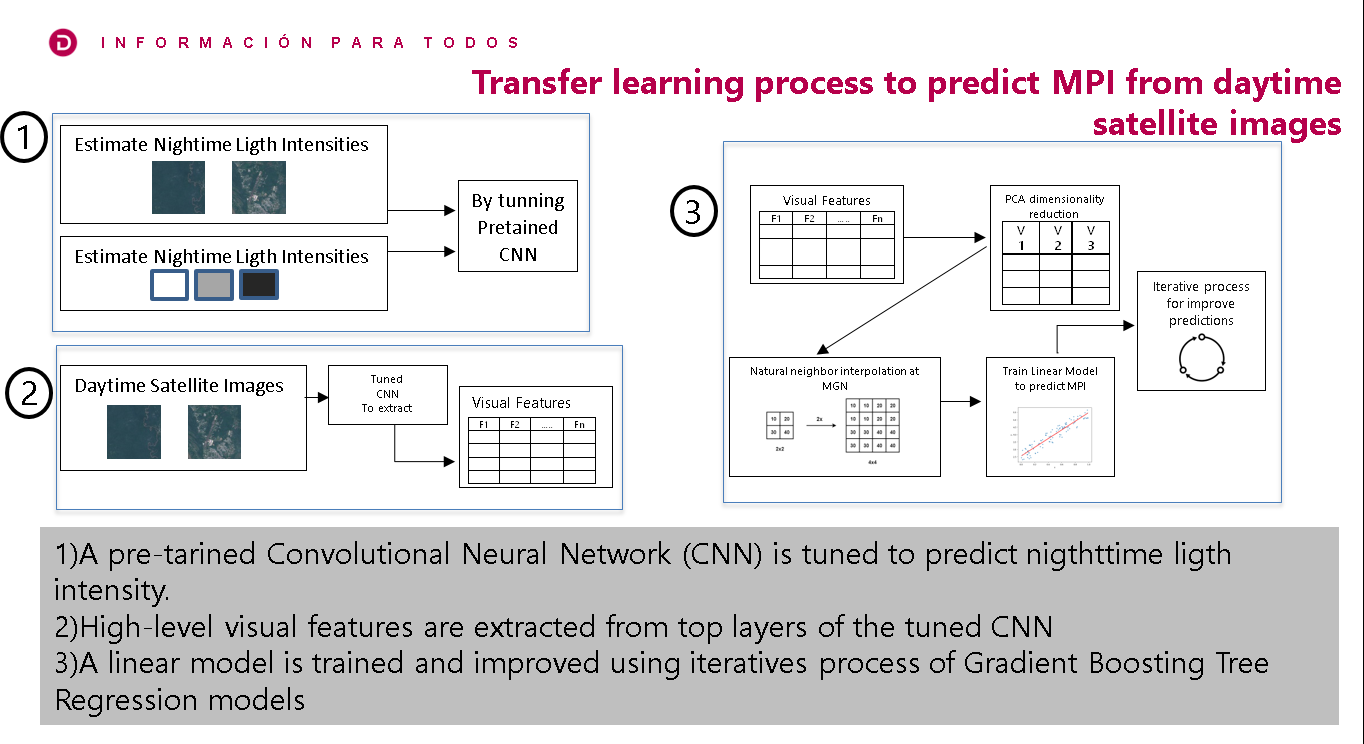 INFORMACIÓN PARA TODOS
Transfer learning process to predict MPI from daytime
satellite images
1
Estimate Nightime Ligth Intensities
Estimate Nightime Ligth Intensities
By tunning
Pretained
CNN
2
Daytime Satellite Images
Tuned
CNN
To extract
Visual Features
F1 F2 ..... Fn
3
Visual Features
F1 F2 ..... Fn
PCA dimensionality
reduction
V V V
1 2 3
Natural neighbor interpolation at
MGN
10 20
30 40
2x2
2x
10 10 20 20
10 10 20 20
30 30 40 40
30 30 40 40
4x4
Train Linear Model
to predict MPI
Iterative process
for improve
predictions
1)A pre-tarined Convolutional Neural Network (CNN) is tuned to predict nigthttime ligth
intensity.
2)High-level visual features are extracted from top layers of the tuned CNN
3)A linear model is trained and improved using iteratives process of Gradient Boosting Tree
Regression models